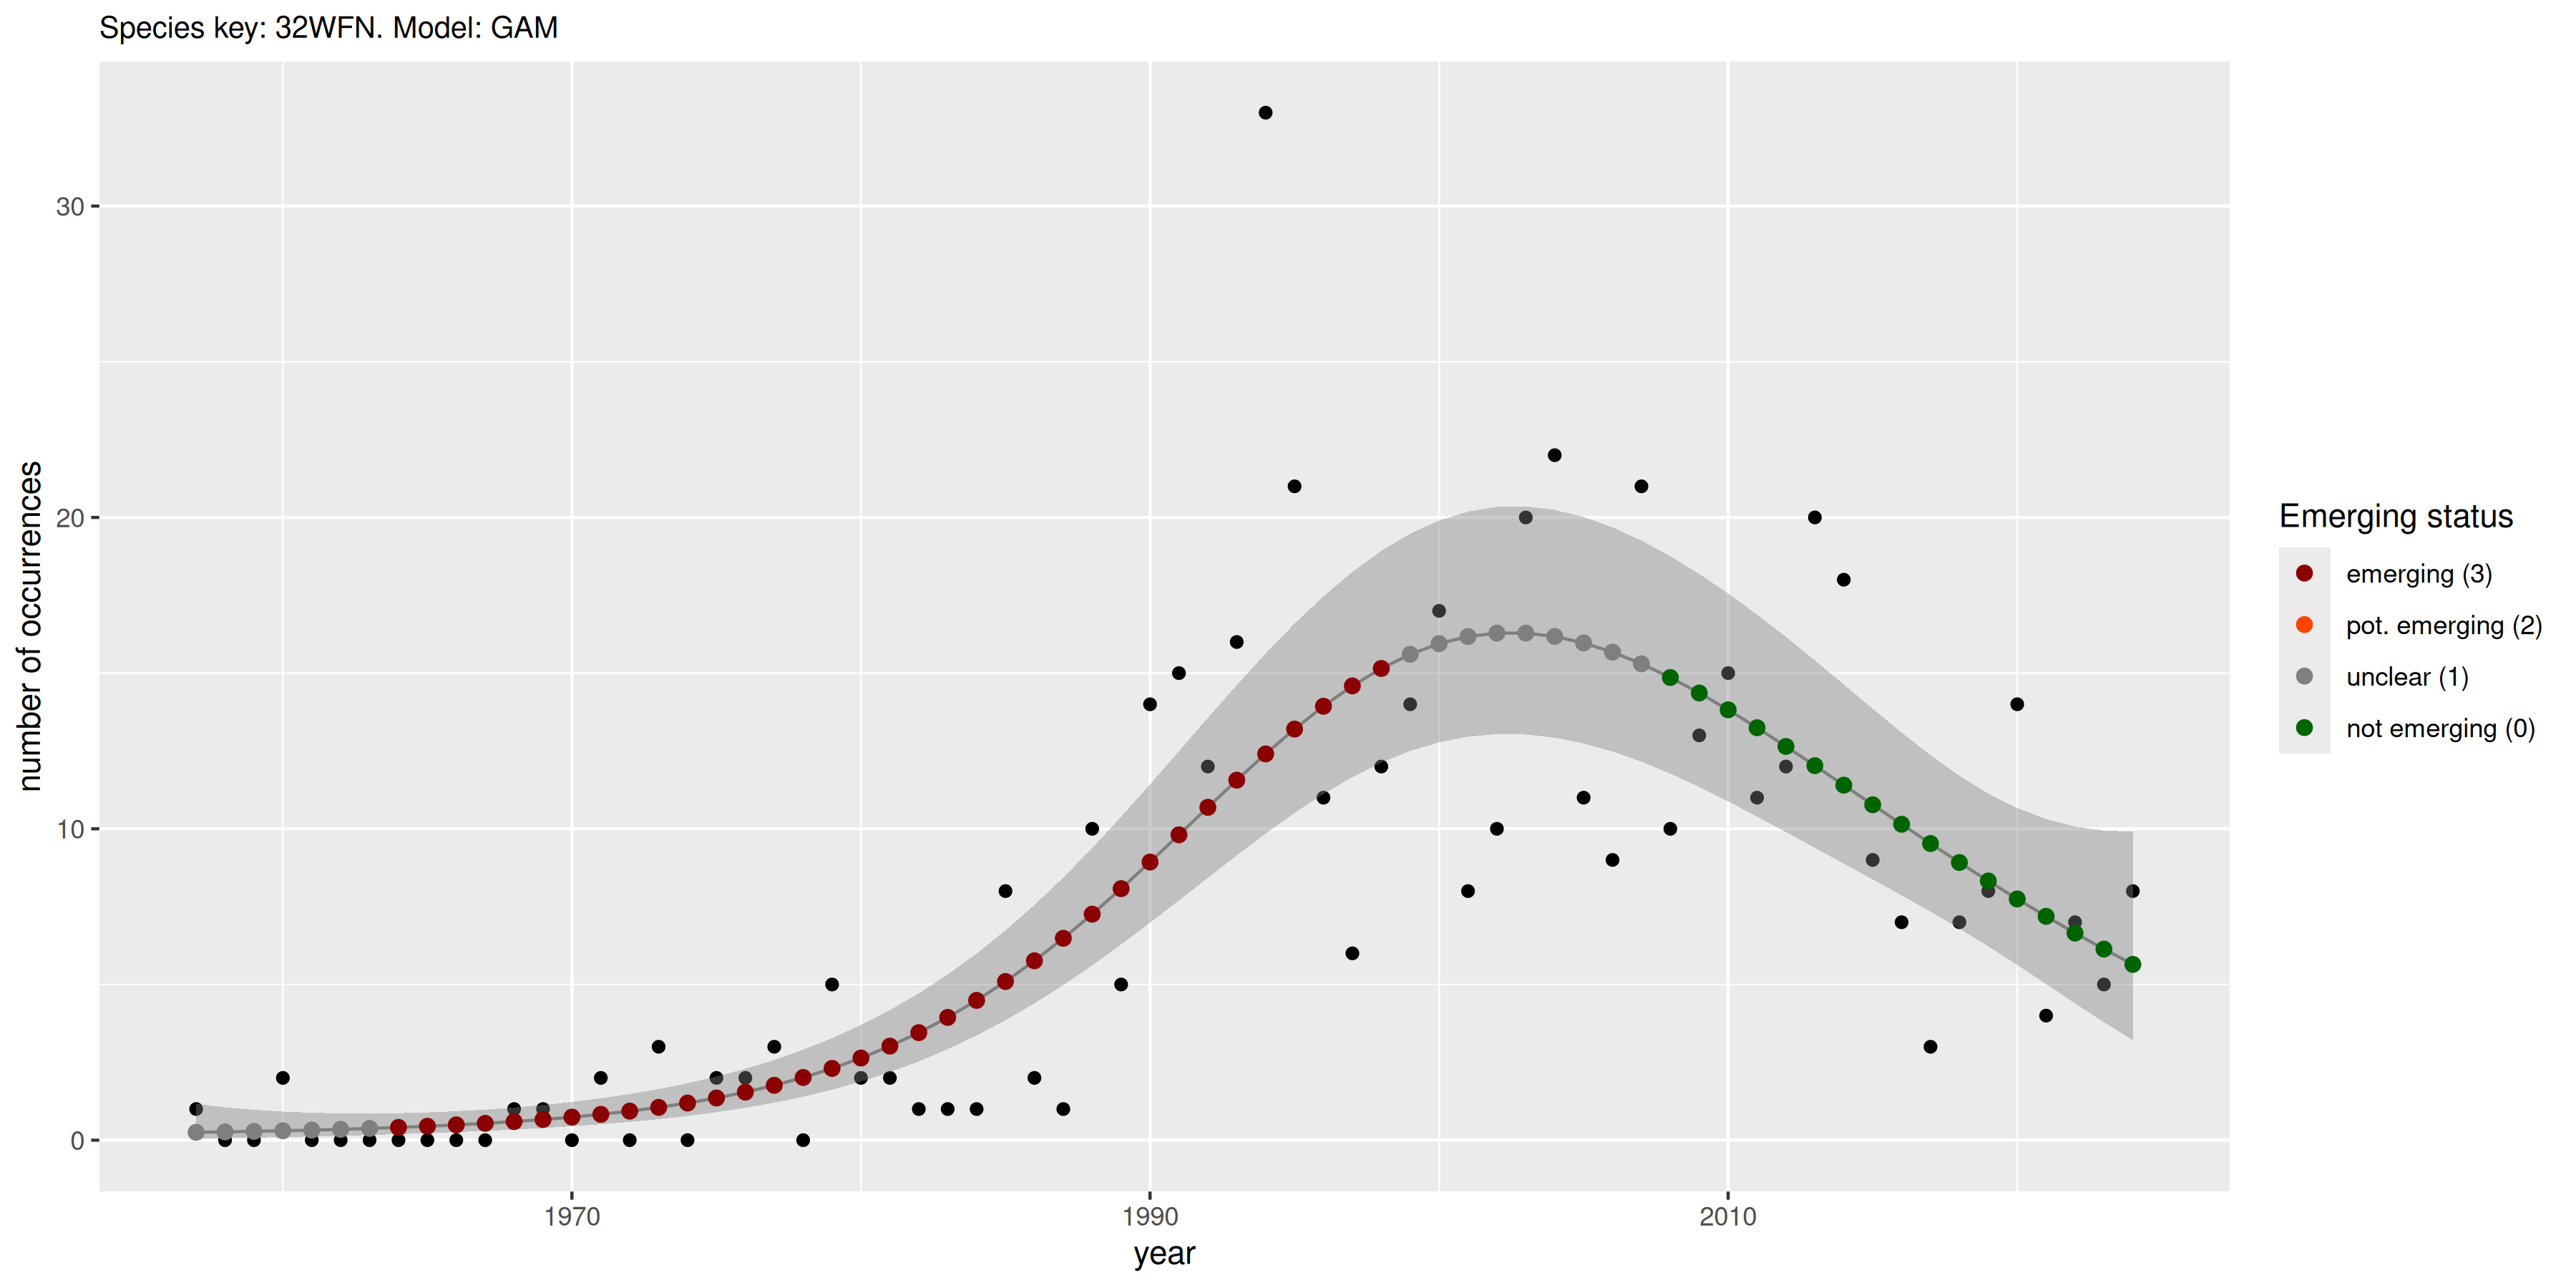 Species key: 32WFN. Model: GAM
number of occurrences
30
20
10
0
1970
1990
2010
year
Emerging status
emerging (3)
pot. emerging (2)
unclear (1)
not emerging (0)